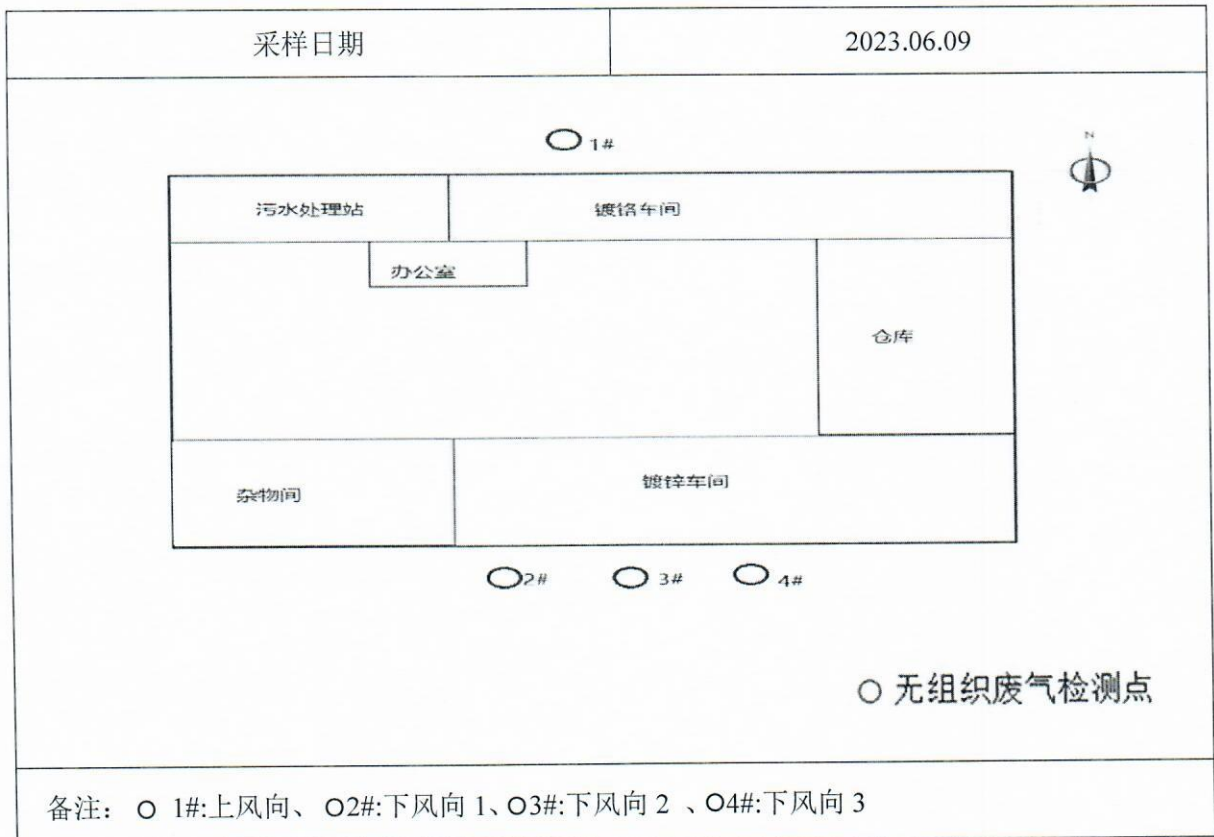 采样日期 2023.06.09
1#
N
污水处理站 镀铬车间
办公室
仓库
杂物间 镀锌车间
2# 3# 4#
○ 无组织废气检测点
备注： ○ 1#:上风向、 ○2#:下风向 1、○3#:下风向 2 、○4#:下风向 3